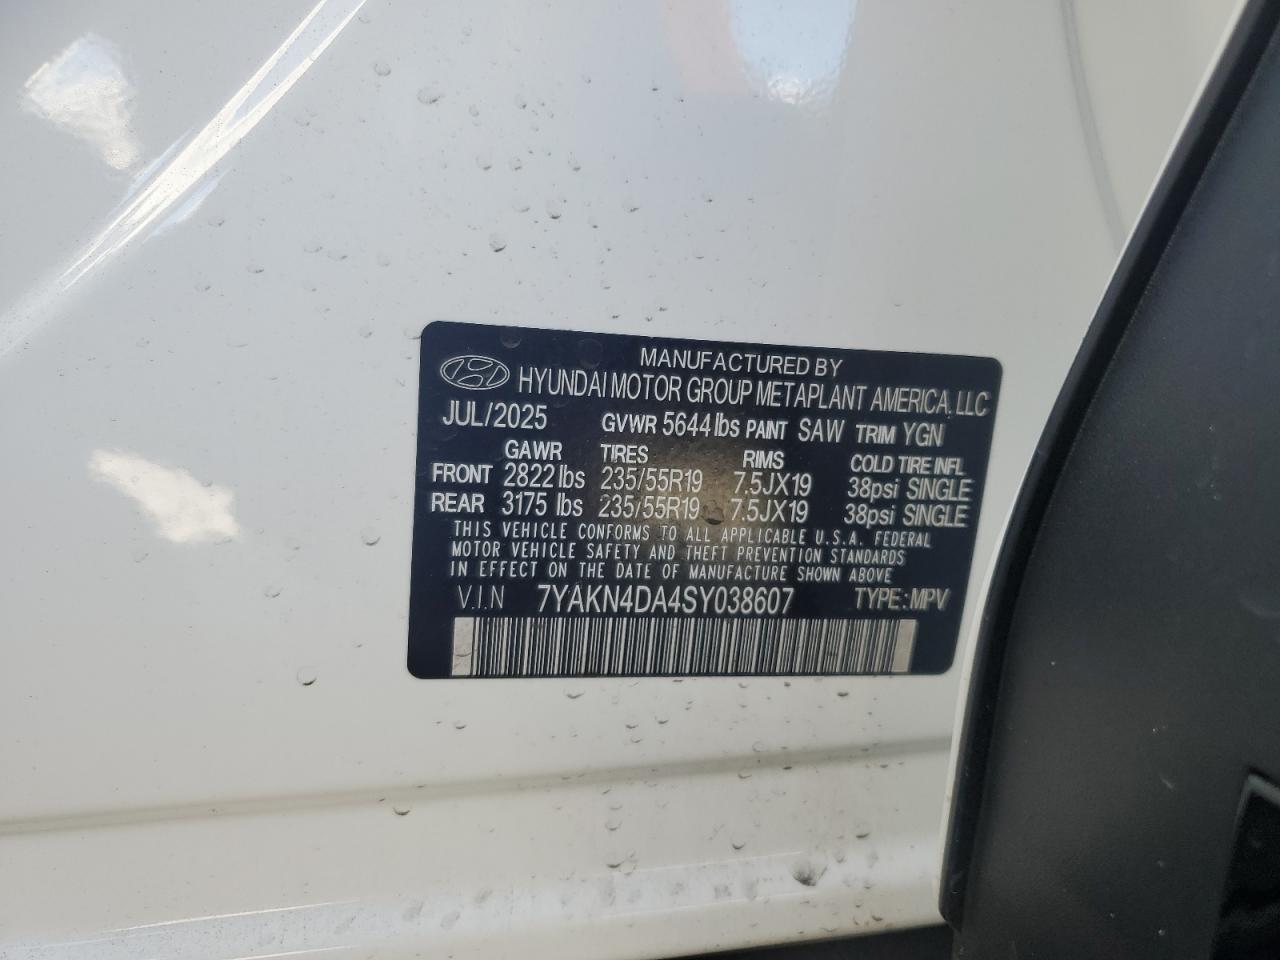 MANUFACTURED BY
HYUNDAI MOTOR GROUP METAPLANT AMERICA, LLC
JUL/2025 GVWR 5644 lbs PAINT SAW TRIM YGN
GAWR TIRES RIMS COLD TIRE INFL
FRONT 2822 lbs 235/55R19 7.5JX19 38psi SINGLE
REAR 3175 lbs 235/55R19 7.5JX19 38psi SINGLE
THIS VEHICLE CONFORMS TO ALL APPLICABLE U.S.A. FEDERAL
MOTOR VEHICLE SAFETY AND THEFT PREVENTION STANDARDS
IN EFFECT ON THE DATE OF MANUFACTURE SHOWN ABOVE
V.I.N 7YAKN4DA4SY038607 TYPE:MPV